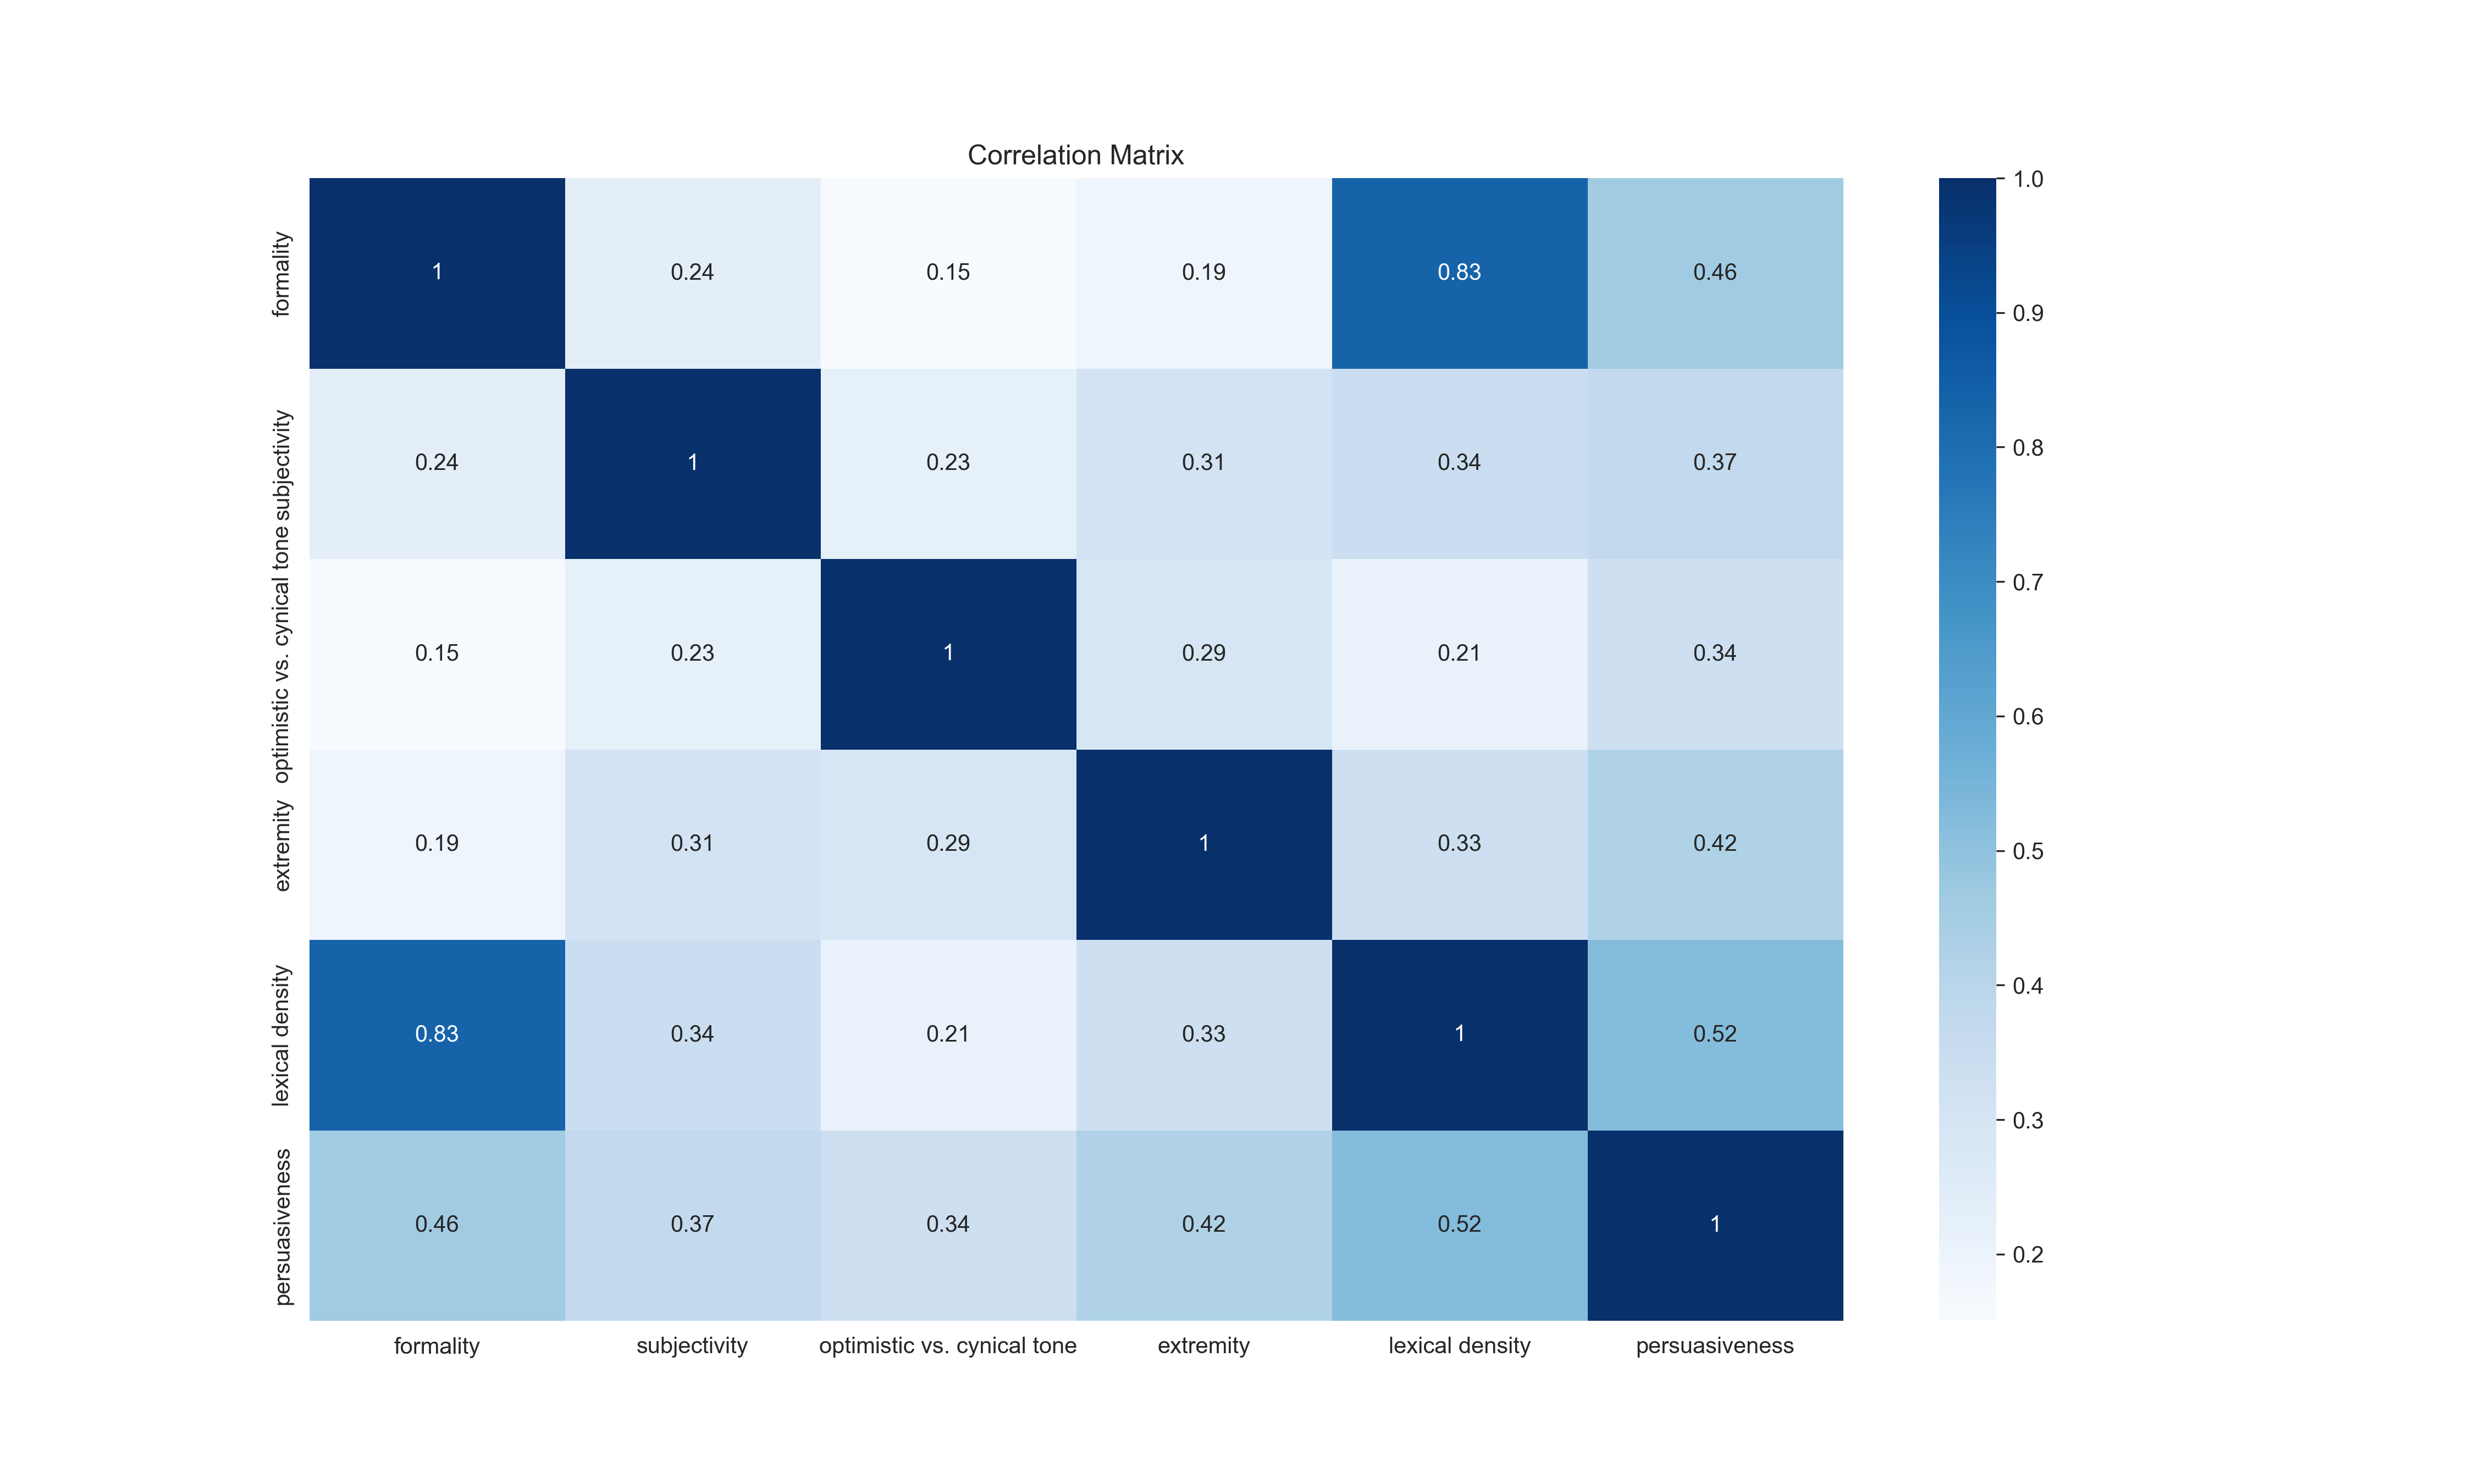 Correlation Matrix
formality 1 0.24 0.15 0.19 0.83 0.46
subjectivity 0.24 1 0.23 0.31 0.34 0.37
optimistic vs. cynical tone 0.15 0.23 1 0.29 0.21 0.34
extremity 0.19 0.31 0.29 1 0.33 0.42
lexical density 0.83 0.34 0.21 0.33 1 0.52
persuasiveness 0.46 0.37 0.34 0.42 0.52 1
formality subjectivity optimistic vs. cynical tone extremity lexical density persuasiveness
1.0
0.9
0.8
0.7
0.6
0.5
0.4
0.3
0.2